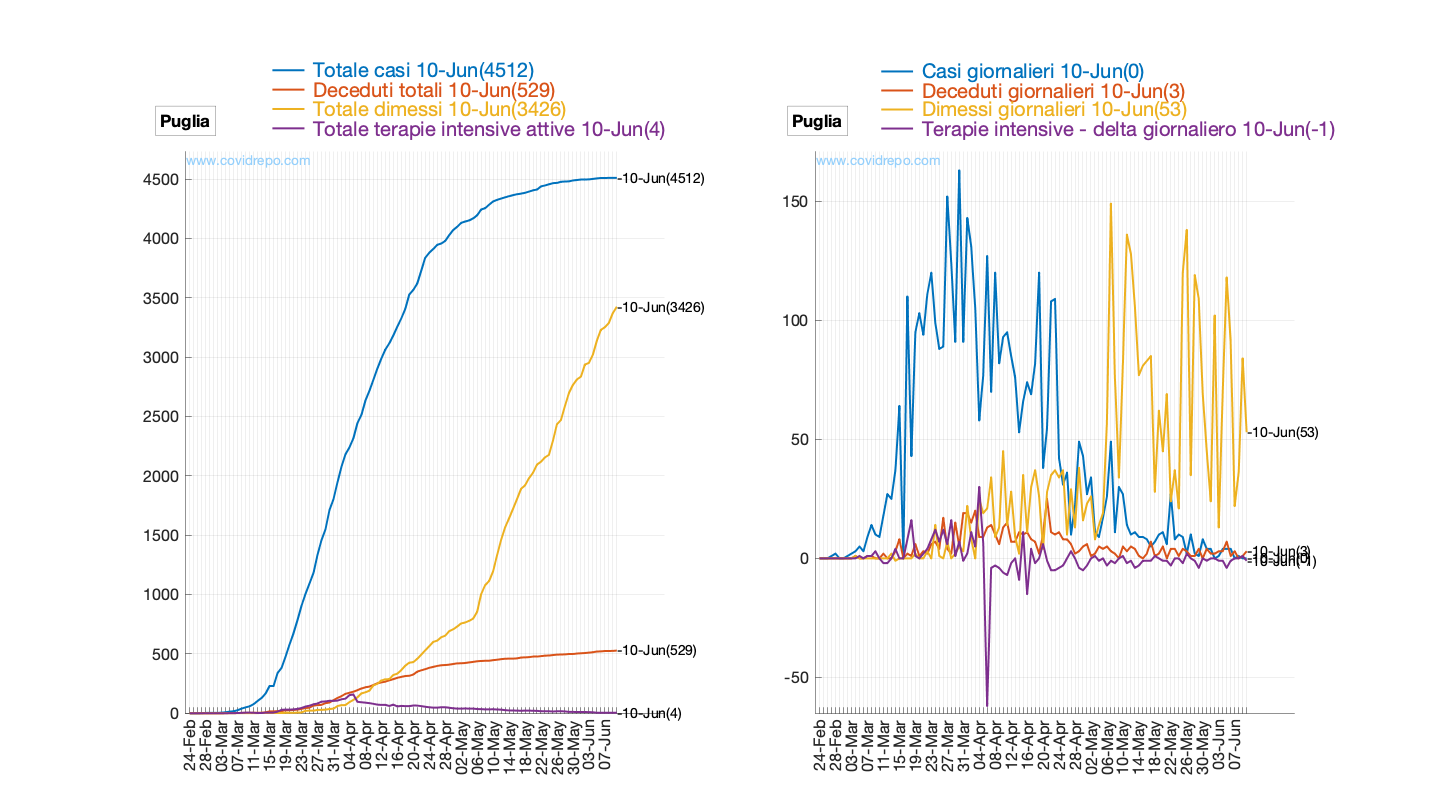 Totale casi 10-Jun(4512)
Deceduti totali 10-Jun(529)
Totale dimessi 10-Jun(3426)
Totale terapie intensive attive 10-Jun(4)
Puglia
www.covidrepo.com
4500
4000
3500
3000
2500
2000
1500
1000
500
0
-10-Jun(4512)
-10-Jun(3426)
-10-Jun(529)
-10-Jun(4)
24-Feb
28-Feb
03-Mar
07-Mar
11-Mar
15-Mar
19-Mar
23-Mar
27-Mar
31-Mar
04-Apr
08-Apr
12-Apr
16-Apr
20-Apr
24-Apr
28-Apr
02-May
06-May
10-May
14-May
18-May
22-May
26-May
30-May
03-Jun
07-Jun
Casi giornalieri 10-Jun(0)
Deceduti giornalieri 10-Jun(3)
Dimessi giornalieri 10-Jun(53)
Terapie intensive - delta giornaliero 10-Jun(-1)
Puglia
www.covidrepo.com
150
100
50
0
-50
-10-Jun(53)
-10-Jun(3)
-10-Jun(-1)
24-Feb
28-Feb
03-Mar
07-Mar
11-Mar
15-Mar
19-Mar
23-Mar
27-Mar
31-Mar
04-Apr
08-Apr
12-Apr
16-Apr
20-Apr
24-Apr
28-Apr
02-May
06-May
10-May
14-May
18-May
22-May
26-May
30-May
03-Jun
07-Jun